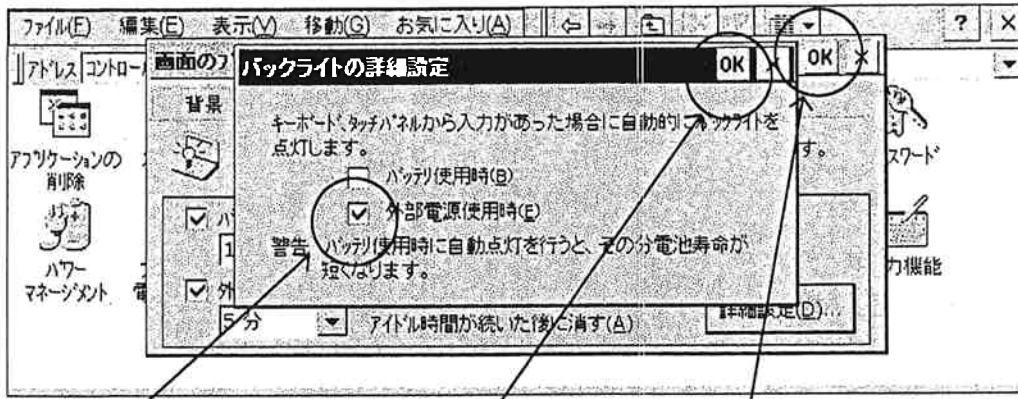 ファイル(F) 編集(E) 表示(V) 移動(G) お気に入り(A) ? ×
アドレス コントロー
画面の OK ×
バックライトの詳細設定 OK ×
背景
キーボード、タッチパネルから入力があった場合に自動的にバックライトを
点灯します。
す。
バッテリ使用時(B)
外部電源使用時(E)
警告 バッテリ使用時に自動点灯を行うと、その分電池寿命が
短くなります。
アプリケーションの
削除
スワード
パワー
マネージメント 電
力機能
バ
1
外
5 分 アイドル時間が続いた後に消す(A) 詳細設定(D)...